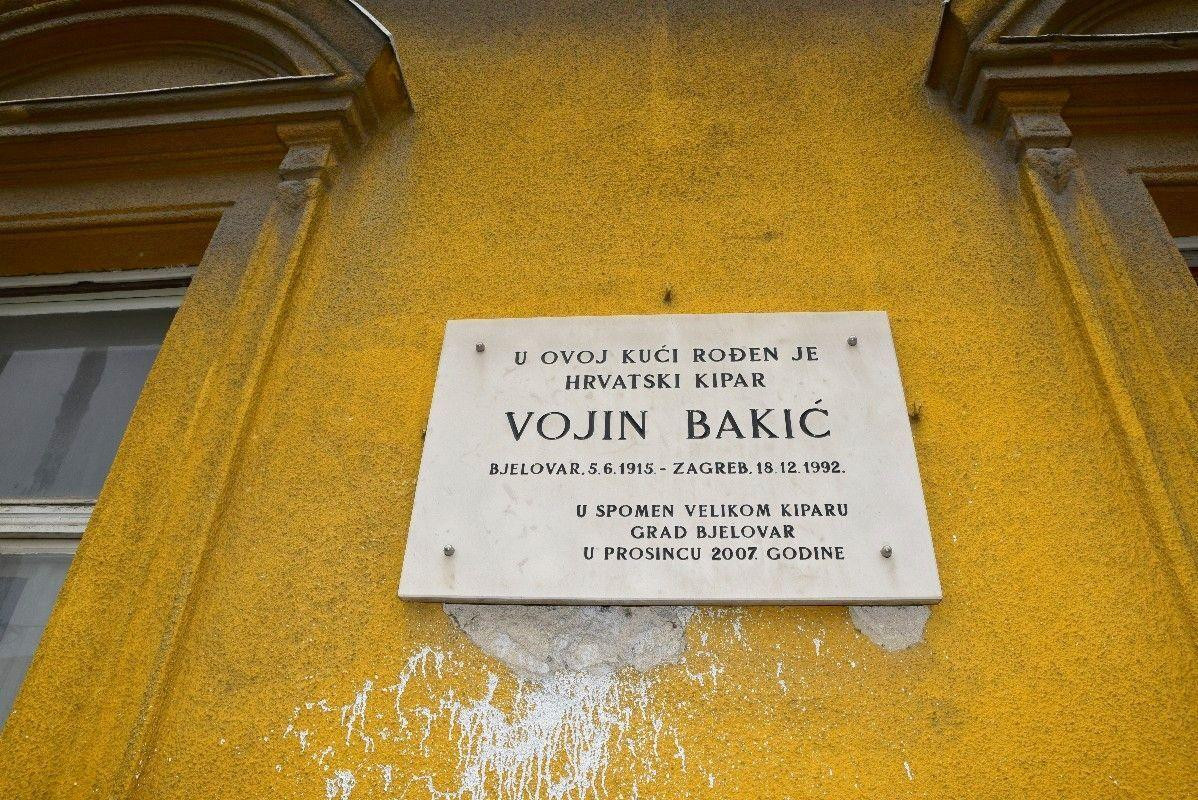 U OVOJ KUĆI ROĐEN JE
HRVATSKI KIPAR
VOJIN BAKIĆ
BJELOVAR, 5.6.1915. - ZAGREB, 18.12.1992.
U SPOMEN VELIKOM KIPARU
GRAD BJELOVAR
U PROSINCU 2007. GODINE